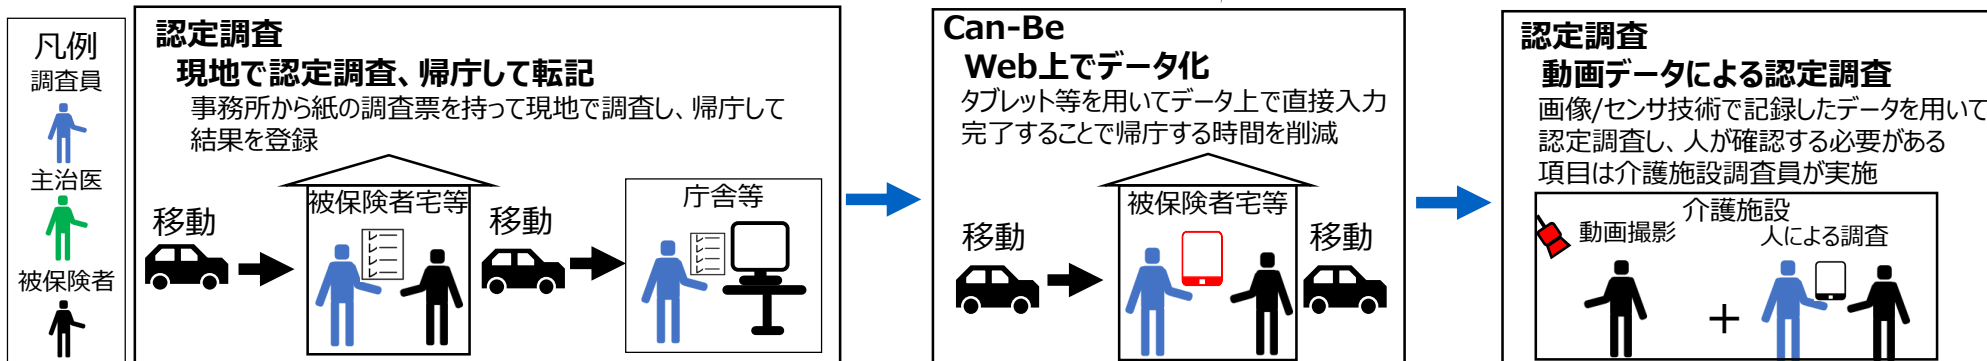 凡例
調査員
主治医
被保険者
認定調査
現地で認定調査、帰庁して転記
事務所から紙の調査票を持って現地で調査し、帰庁して
結果を登録
移動
被保険者宅等
移動
庁舎等
Can-Be
Web上でデータ化
タブレット等を用いてデータ上で直接入力
完了することで帰庁する時間を削減
移動
被保険者宅等
移動
認定調査
動画データによる認定調査
画像/センサ技術で記録したデータを用いて
認定調査し、人が確認する必要がある
項目は介護施設調査員が実施
介護施設
動画撮影
人による調査
+